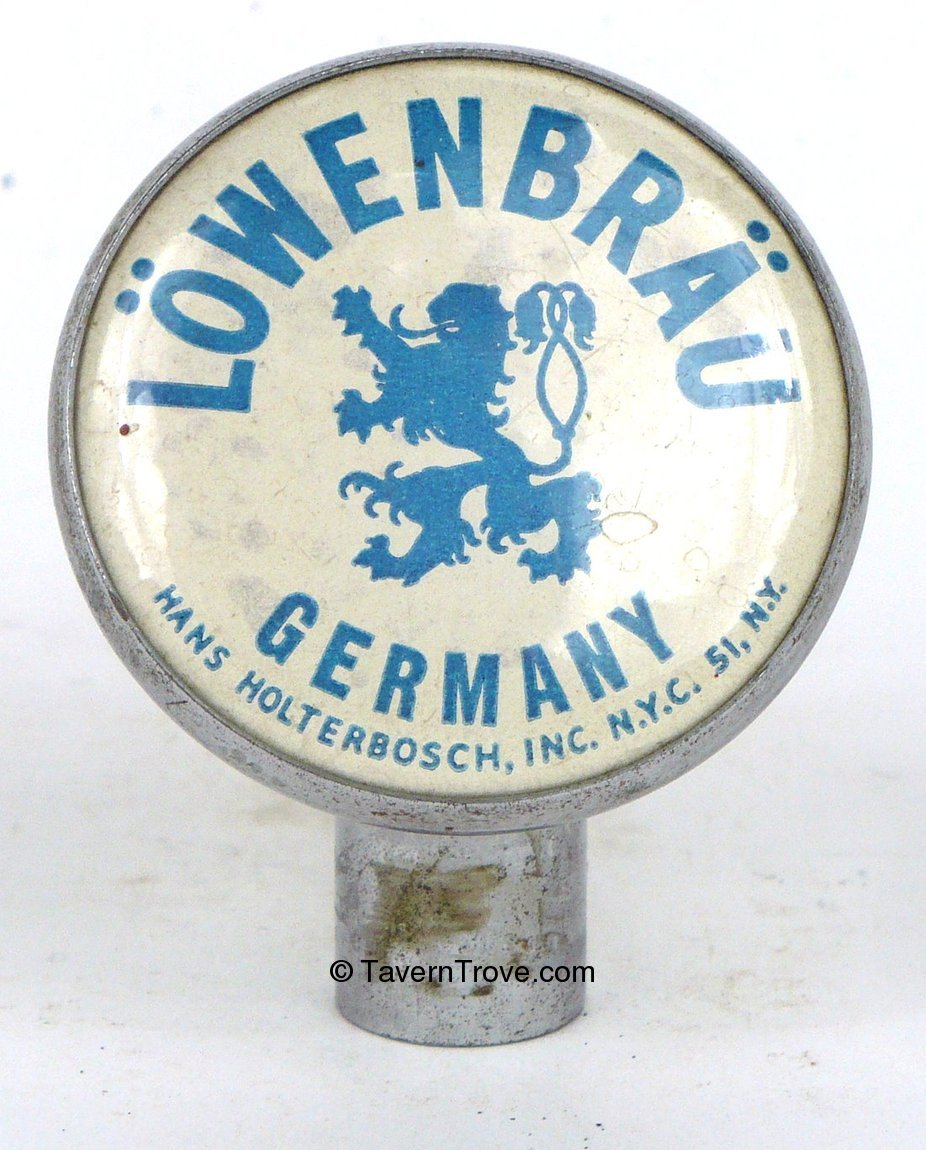 LÖWENBRÄU
GERMANY
HANS HOLTERBOSCH, INC. N.Y.C. 51, N.Y.
© TavernTrove.com